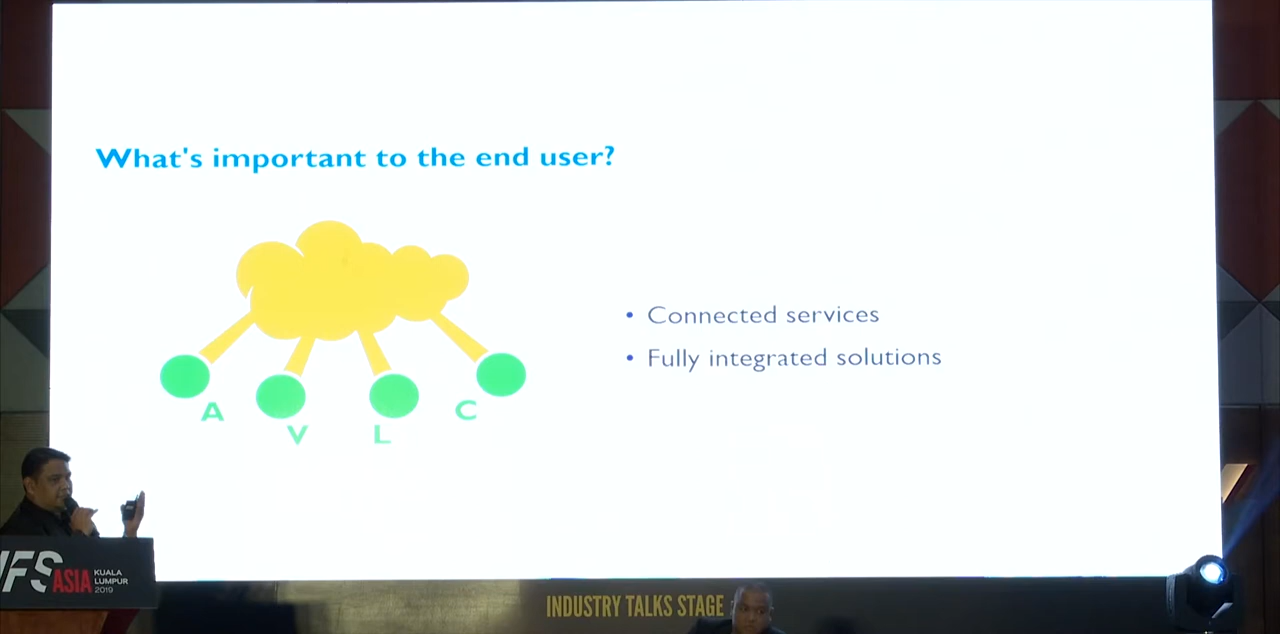 What's important to the end user?
• Connected services
• Fully integrated solutions
A
V
L
C
FS
ASIA
KUALA
LUMPUR
2019
INDUSTRY TALKS STAGE